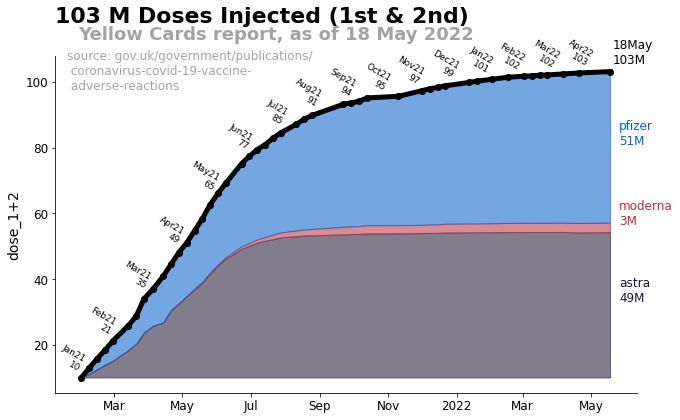 103 M Doses Injected (1st & 2nd)
Yellow Cards report, as of 18 May 2022
source: gov.uk/government/publications/
coronavirus-covid-19-vaccine-
adverse-reactions
dose_1+2
100
80
60
40
20
Jan21
10
Feb21
21
Mar21
35
Apr21
49
May21
65
Jun21
77
Jul21
85
Aug21
91
Sep21
94
Oct21
95
Nov21
97
Dec21
99
Jan22
101
Feb22
102
Mar22
102
Apr22
103
18May
103M
pfizer
51M
moderna
3M
astra
49M
Mar
May
Jul
Sep
Nov
2022
Mar
May